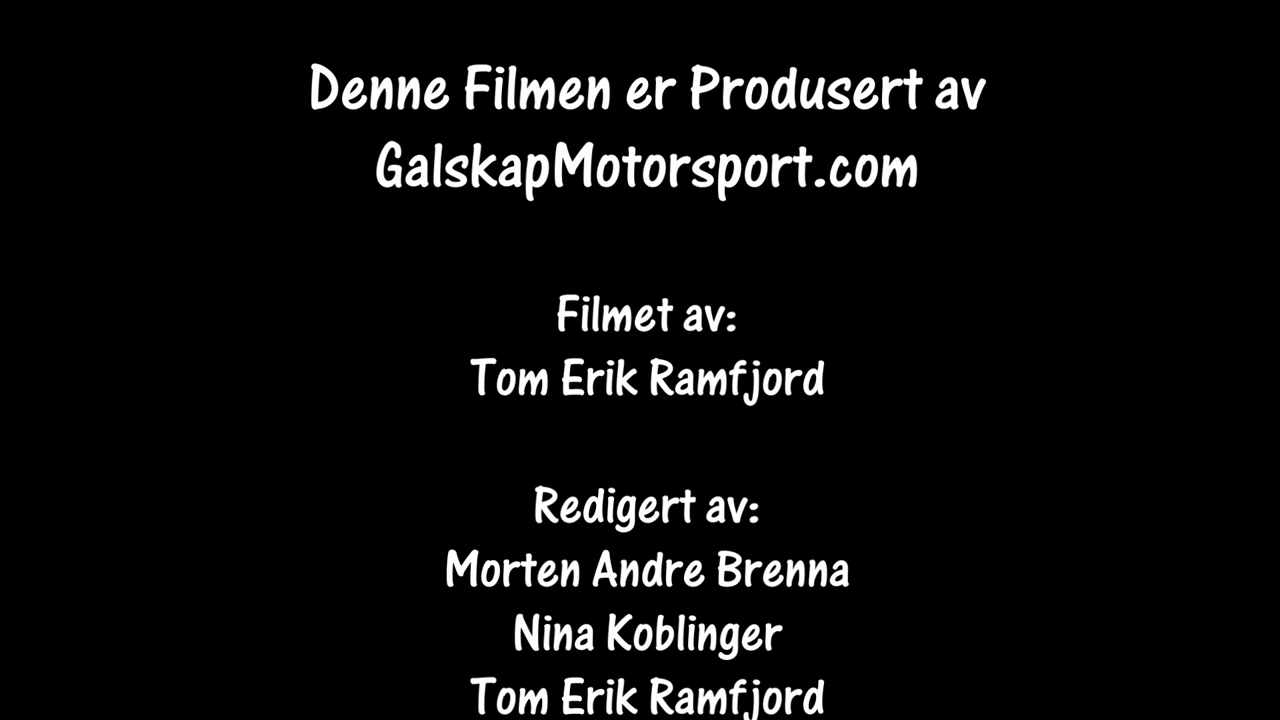 Denne Filmen er Produsert av
GalskapMotorsport.com
Filmet av:
Tom Erik Ramfjord
Redigert av:
Morten Andre Brenna
Nina Koblinger
Tom Erik Ramfjord